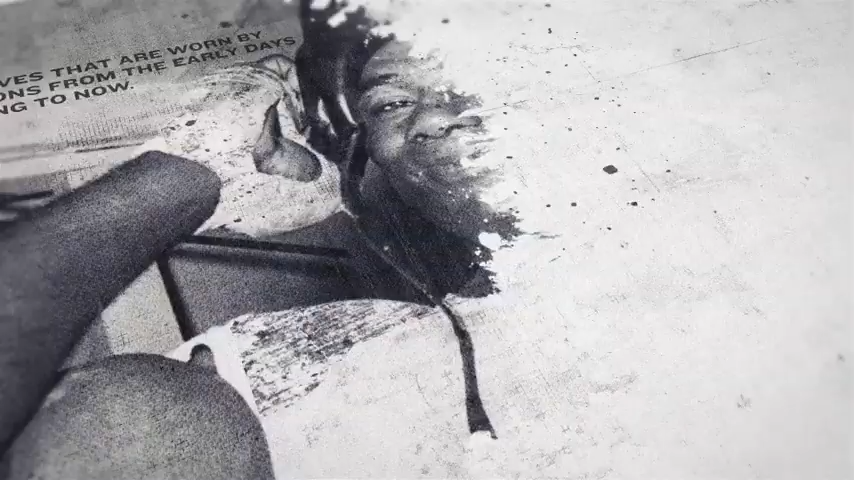 VES THAT ARE WORN BY
ONS FROM THE EARLY DAYS
NG TO NOW.